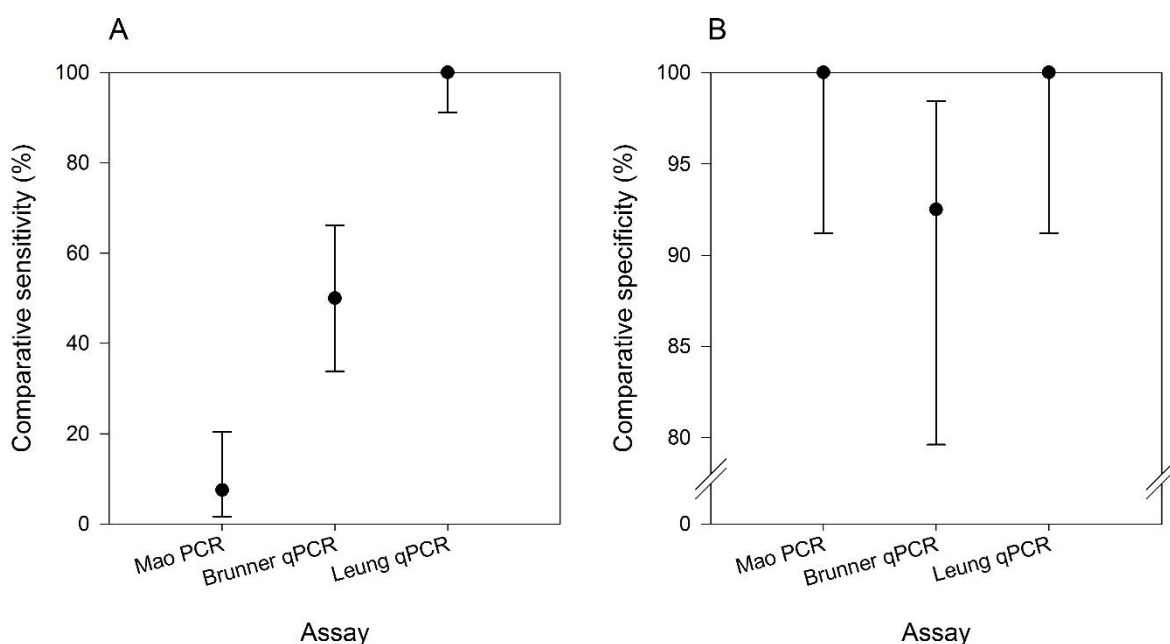 A
Comparative sensitivity (%)
100
80
60
40
20
0
Mao PCR
Brunner qPCR
Leung qPCR
Assay
B
Comparative specificity (%)
100
95
90
85
80
0
Mao PCR
Brunner qPCR
Leung qPCR
Assay